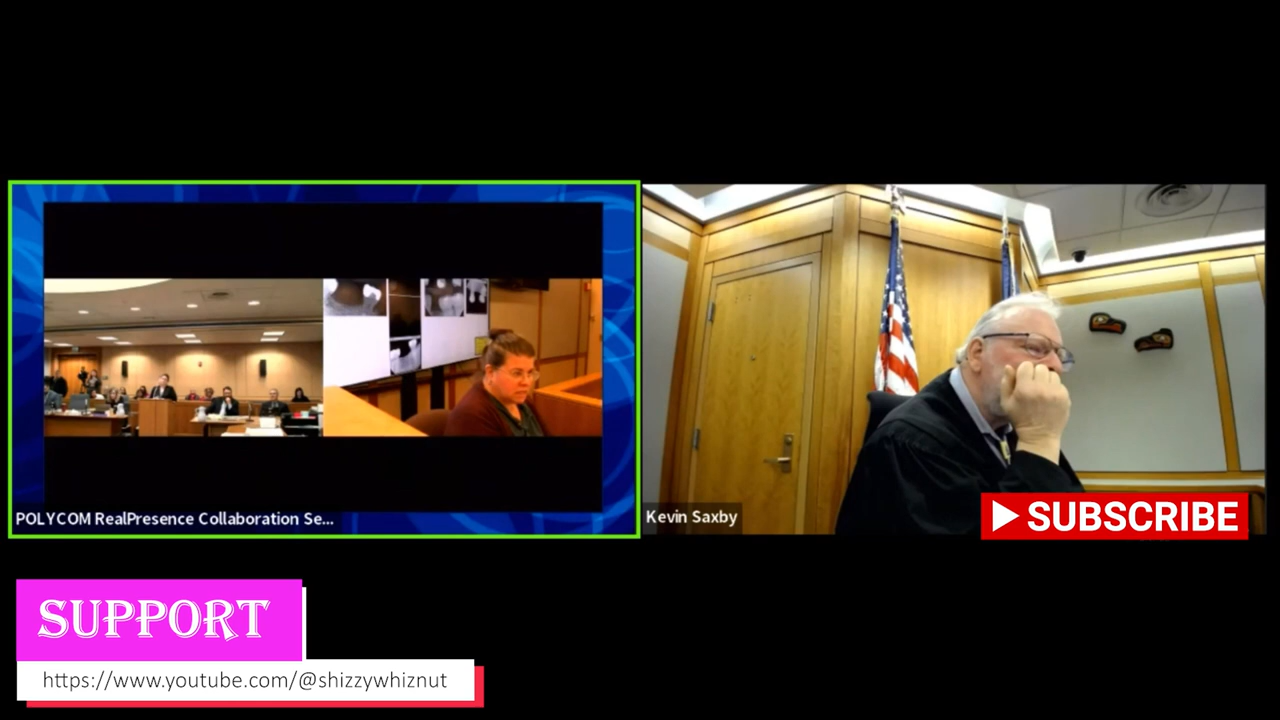 POLYCOM RealPresence Collaboration Se...
Kevin Saxby
SUBSCRIBE
SUPPORT
https://www.youtube.com/@shizzywhiznut